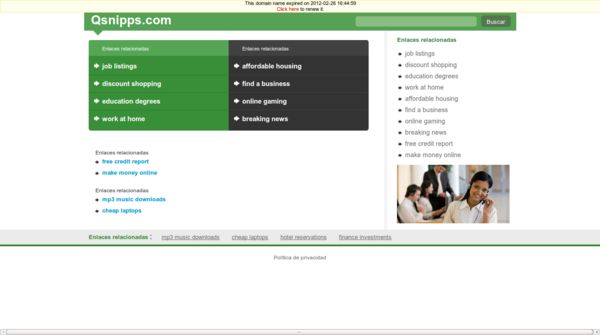 This domain name expired on 2012-02-26 16:44:59
Click here to renew it.
Qsnipps.com
Buscar
Enlaces relacionadas
job listings
discount shopping
education degrees
work at home
Enlaces relacionadas
affordable housing
find a business
online gaming
breaking news
Enlaces relacionadas
free credit report
make money online
Enlaces relacionadas
mp3 music downloads
cheap laptops
Enlaces relacionadas
job listings
discount shopping
education degrees
work at home
affordable housing
find a business
online gaming
breaking news
free credit report
make money online
Enlaces relacionadas : mp3 music downloads cheap laptops hotel reservations finance investments
Política de privacidad